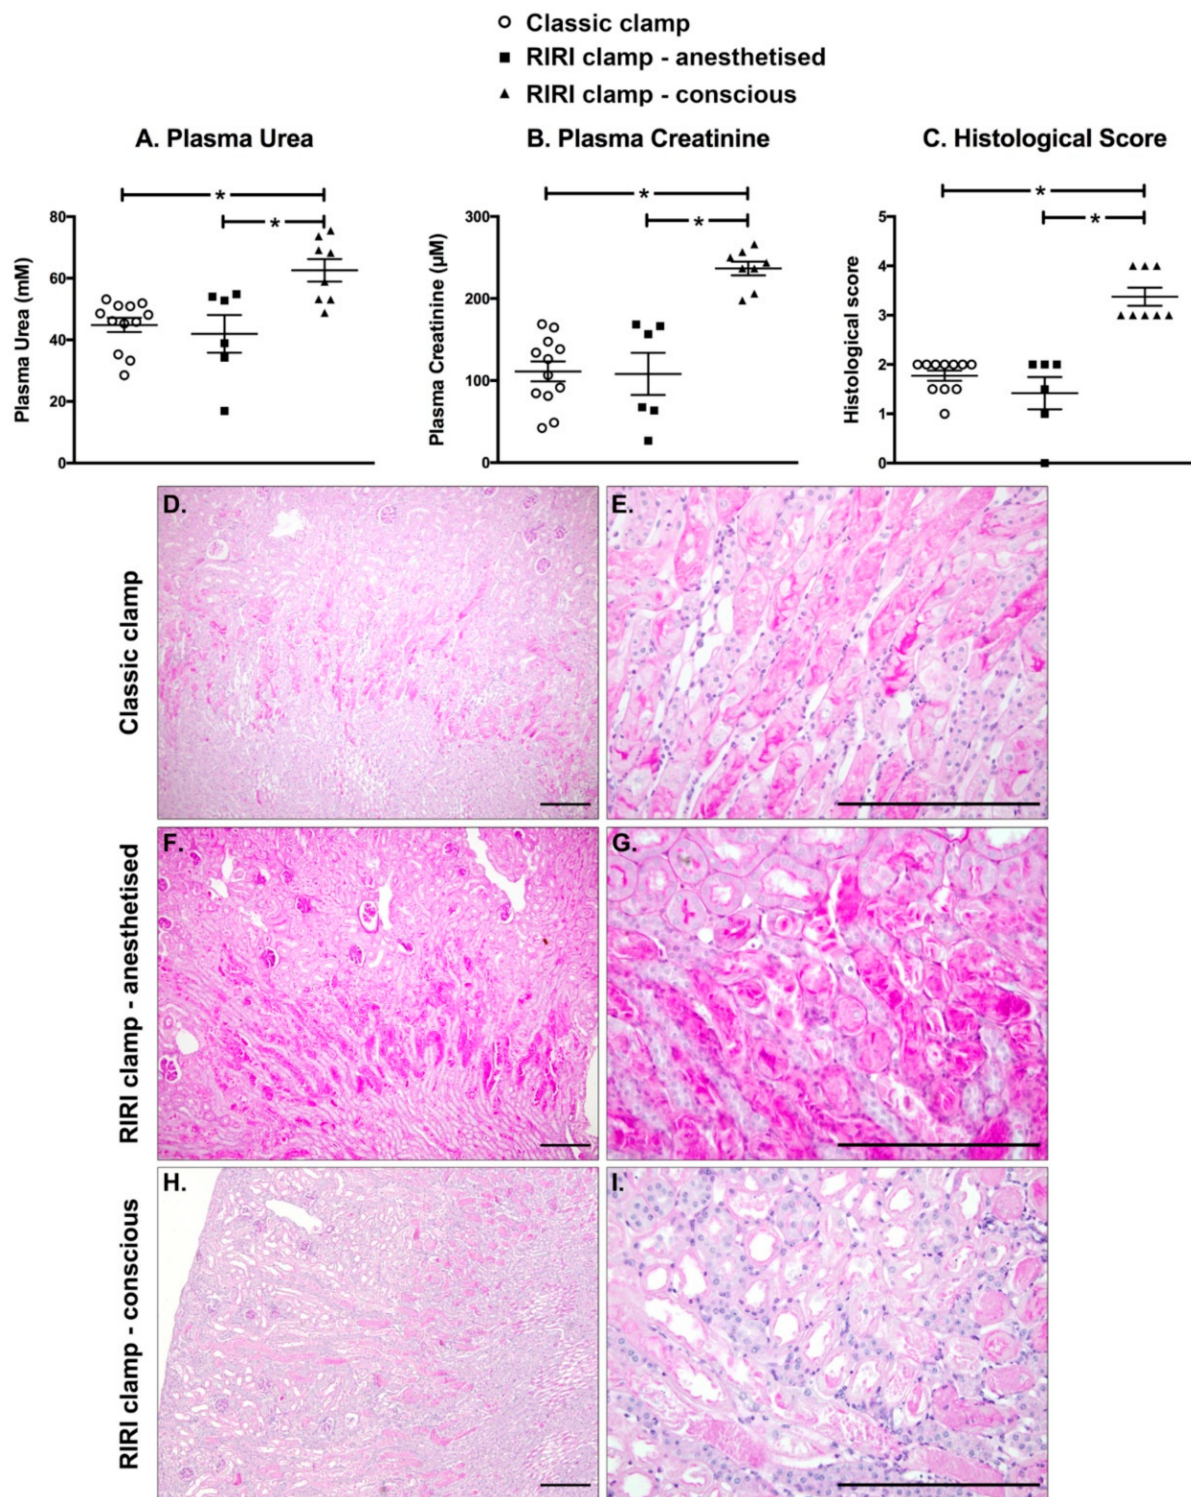 Classic clamp
RIRI clamp - anesthetised
RIRI clamp - conscious
A. Plasma Urea
B. Plasma Creatinine
C. Histological Score
*
*
Plasma Urea (mM)
80
60
40
20
0
*
*
Plasma Creatinine (µM)
300
200
100
0
*
*
Histological score
5
4
3
2
1
0
Classic clamp
D.
E.
RIRI clamp - anesthetised
F.
G.
RIRI clamp - conscious
H.
I.